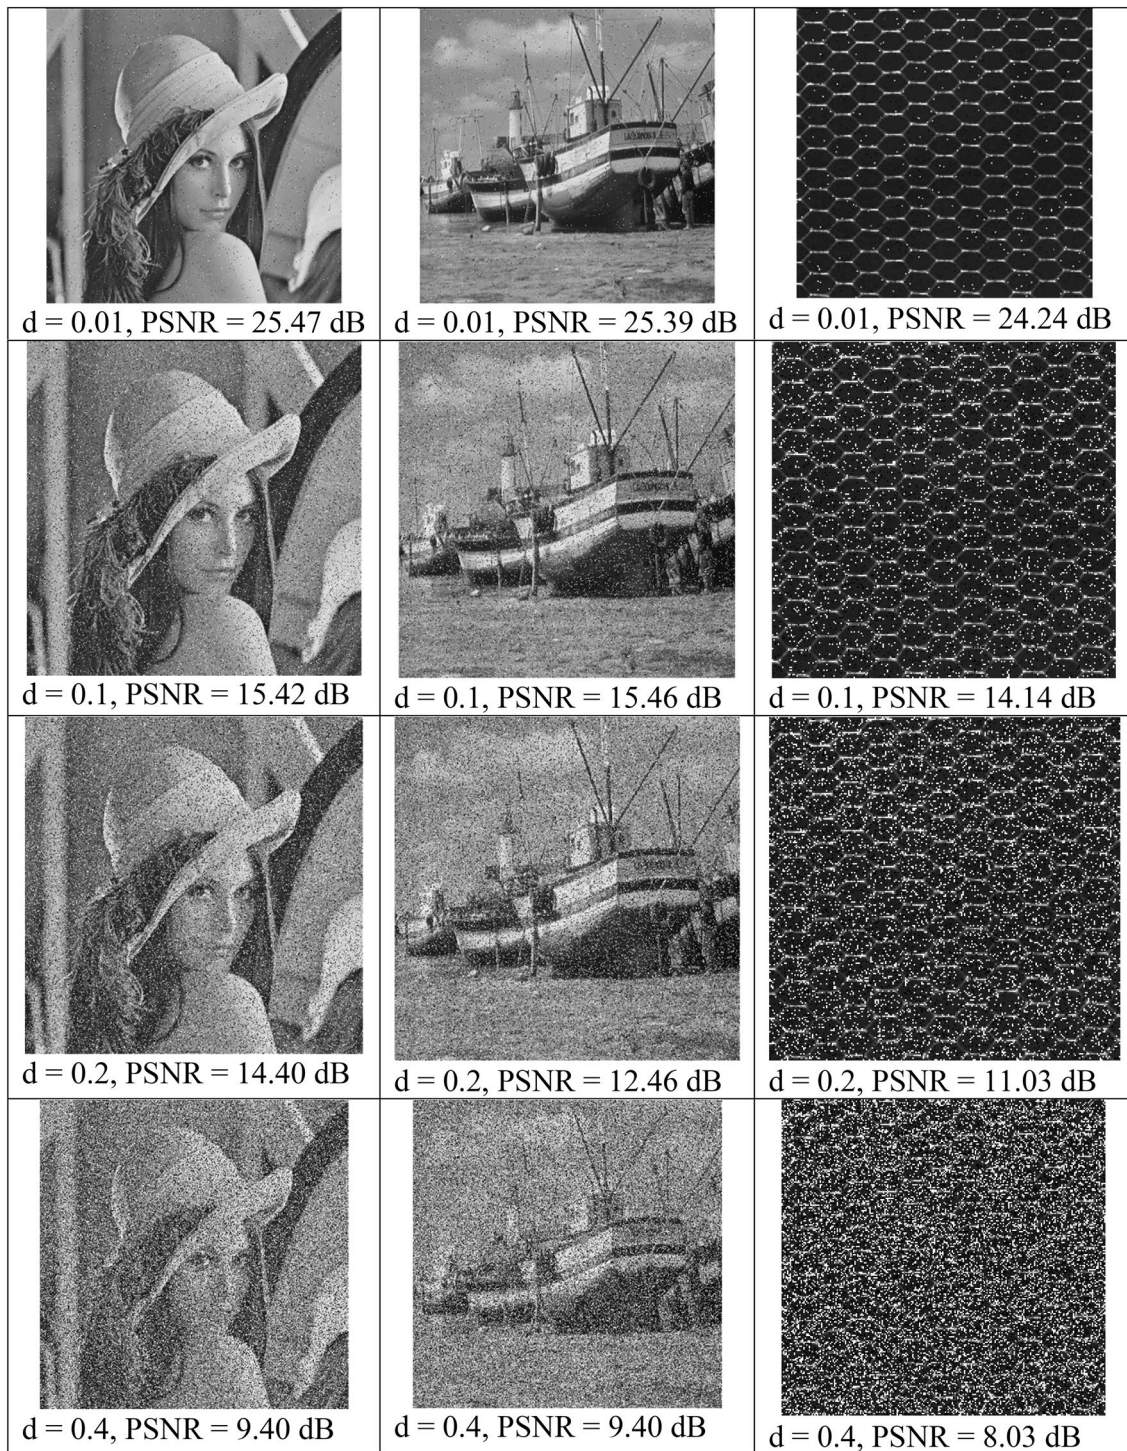 d = 0.01, PSNR = 25.47 dB
d = 0.01, PSNR = 25.39 dB
d = 0.01, PSNR = 24.24 dB
d = 0.1, PSNR = 15.42 dB
d = 0.1, PSNR = 15.46 dB
d = 0.1, PSNR = 14.14 dB
d = 0.2, PSNR = 14.40 dB
d = 0.2, PSNR = 12.46 dB
d = 0.2, PSNR = 11.03 dB
d = 0.4, PSNR = 9.40 dB
d = 0.4, PSNR = 9.40 dB
d = 0.4, PSNR = 8.03 dB